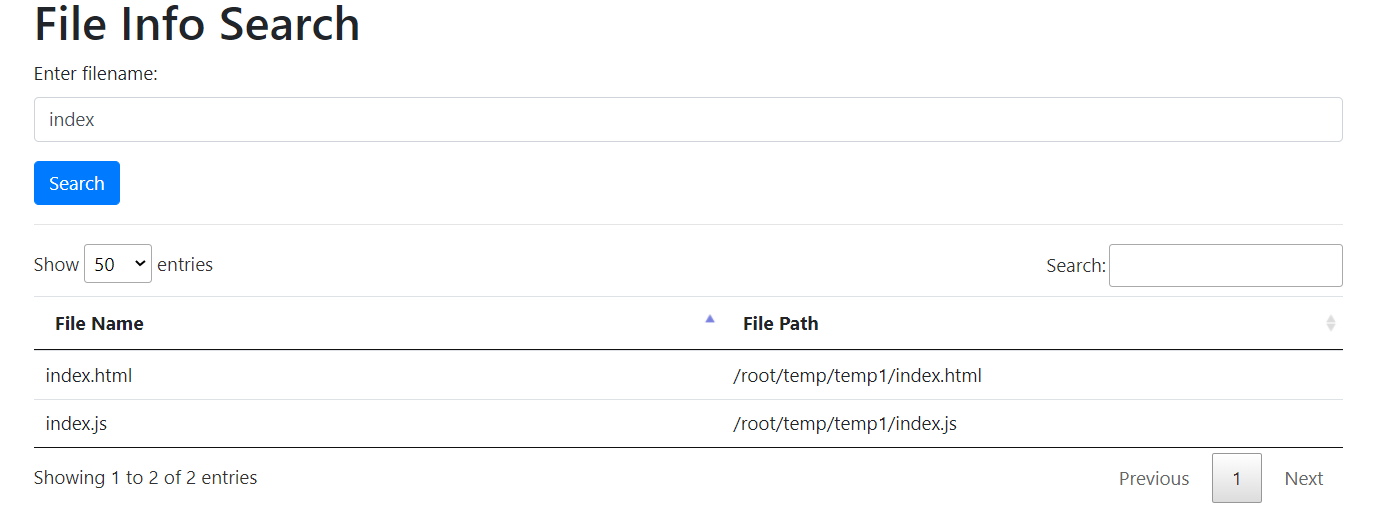 File Info Search
Enter filename:
index
Search
Show 50 entries
Search:
File Name File Path
index.html /root/temp/temp1/index.html
index.js /root/temp/temp1/index.js
Showing 1 to 2 of 2 entries
Previous 1 Next